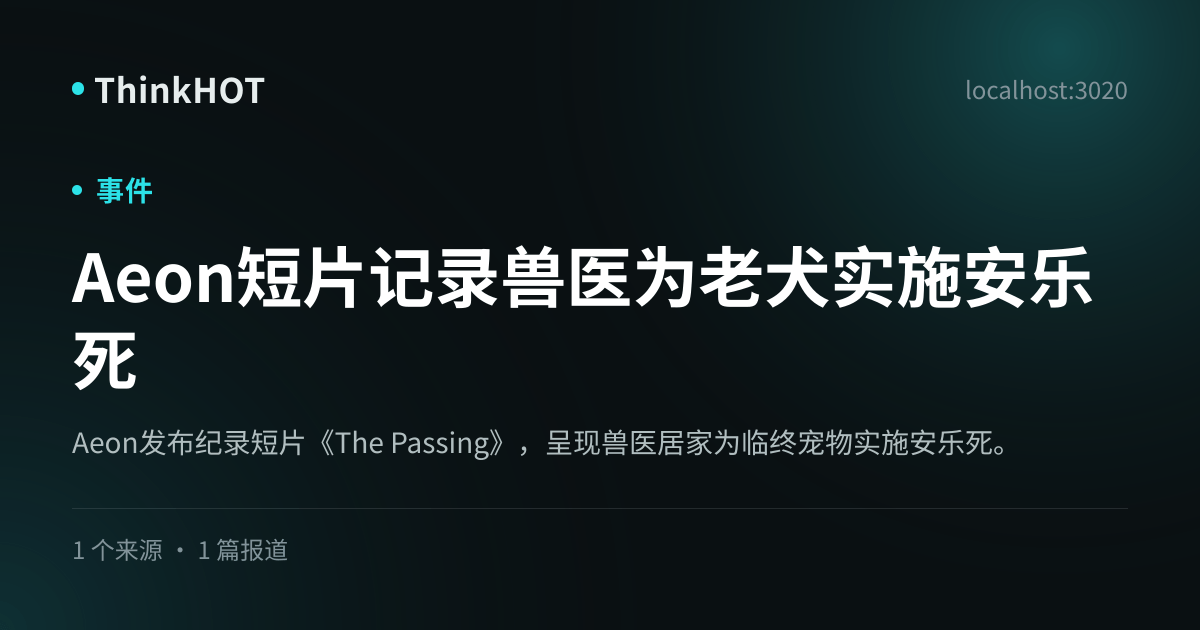 ThinkHOT
localhost:3020
事件
Aeon短片记录兽医为老犬实施安乐
死
Aeon发布纪录短片《The Passing》，呈现兽医居家为临终宠物实施安乐死。
1 个来源 · 1 篇报道